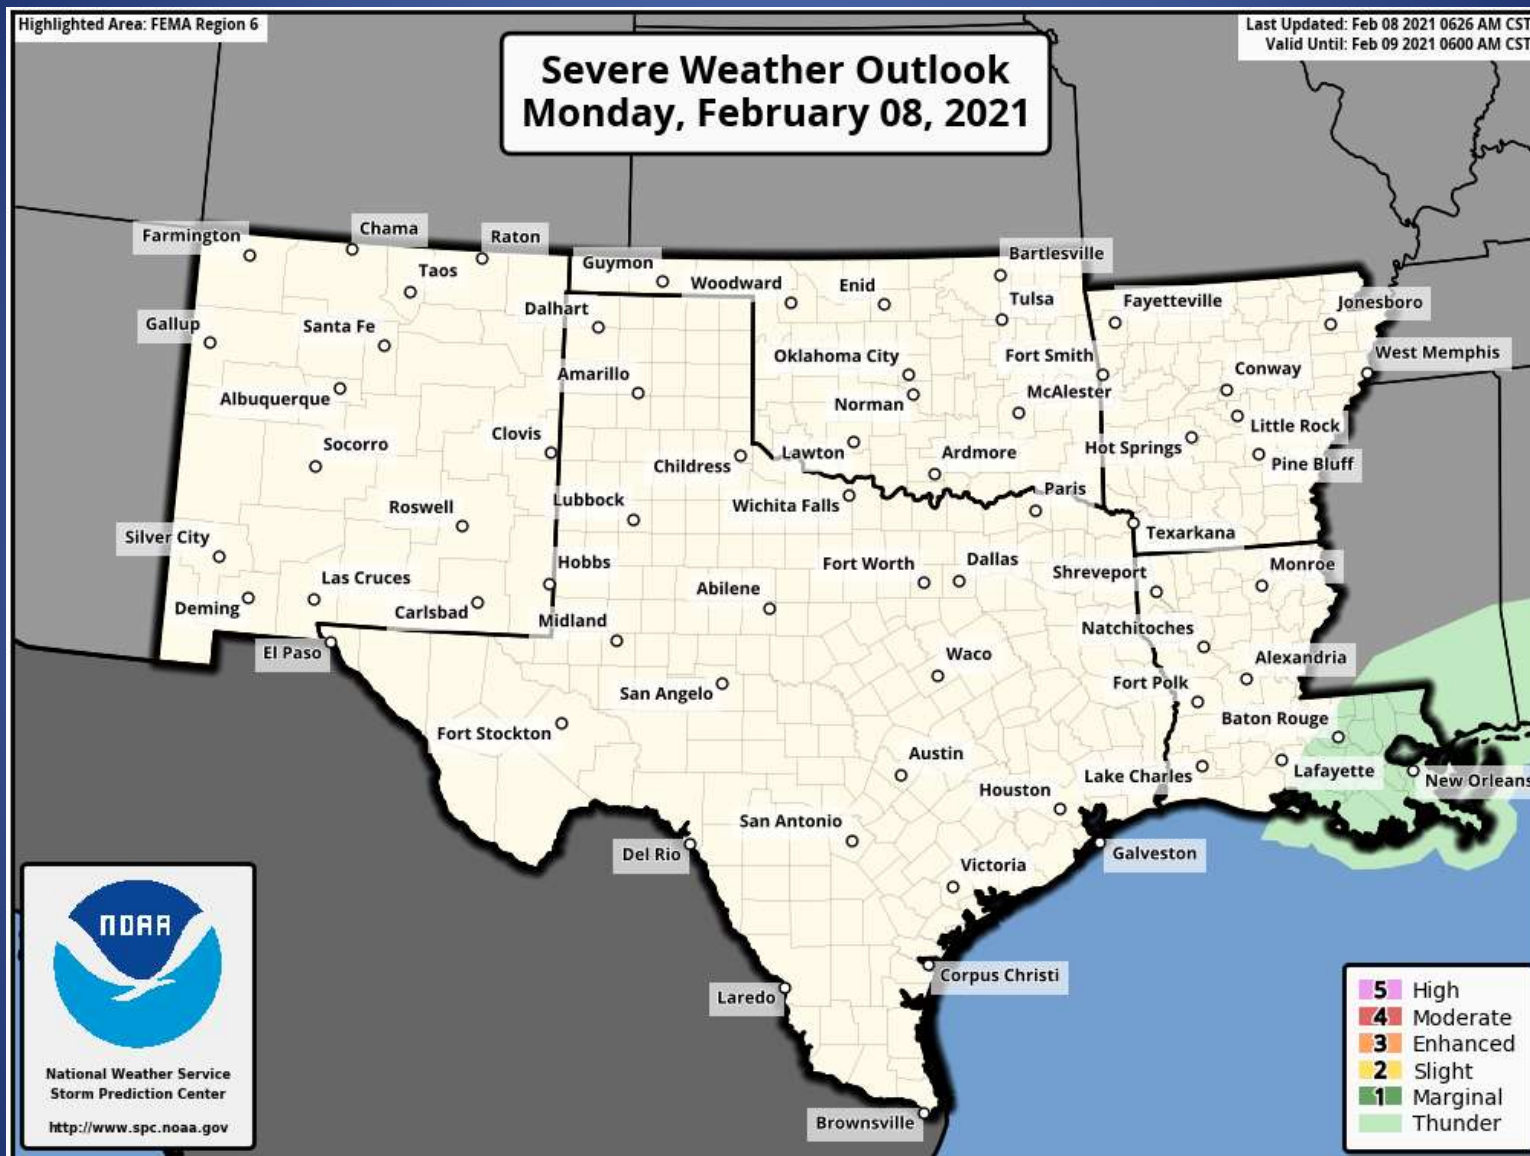 Highlighted Area: FEMA Region 6
Last Updated: Feb 08 2021 0626 AM CST
Valid Until: Feb 09 2021 0600 AM CST
Severe Weather Outlook
Monday, February 08, 2021
Farmington
Chama
Raton
Taos
Guymon
Woodward
Enid
Bartlesville
Tulsa
Fayetteville
Jonesboro
Gallup
Santa Fe
Dalhart
Oklahoma City
Fort Smith
West Memphis
Albuquerque
Amarillo
Norman
McAlester
Conway
Little Rock
Socorro
Clovis
Childress
Lawton
Ardmore
Hot Springs
Pine Bluff
Roswell
Lubbock
Wichita Falls
Paris
Texarkana
Silver City
Las Cruces
Hobbs
Fort Worth
Dallas
Shreveport
Monroe
Deming
Carlsbad
Midland
Abilene
Natchitoches
El Paso
San Angelo
Waco
Alexandria
Fort Polk
Fort Stockton
Baton Rouge
Austin
Lake Charles
Lafayette
New Orleans
Houston
San Antonio
Del Rio
Victoria
Galveston
Laredo
Corpus Christi
Brownsville
NOAA
National Weather Service
Storm Prediction Center
http://www.spc.noaa.gov
5 High
4 Moderate
3 Enhanced
2 Slight
1 Marginal
Thunder